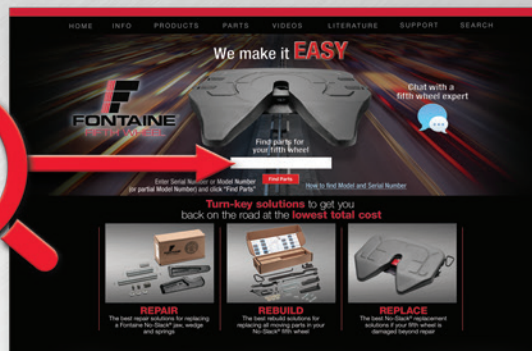 HOME INFO PRODUCTS PARTS VIDEOS LITERATURE SUPPORT SEARCH
We make it EASY
FONTAINE
FIFTH WHEEL
Chat with a
fifth wheel expert
Find parts for
your fifth wheel
Enter Serial Number or Model Number
(or partial Model Number) and click "Find Parts"
Find Parts
How to find Model and Serial Number
Turn-key solutions to get you
back on the road at the lowest total cost
REPAIR
The best repair solutions for replacing
a Fontaine No-Slack® jaw, wedge
and springs
REBUILD
The best rebuild solutions for
replacing all moving parts in your
No-Slack® fifth wheel
REPLACE
The best No-Slack® replacement
solutions if your fifth wheel is
damaged beyond repair